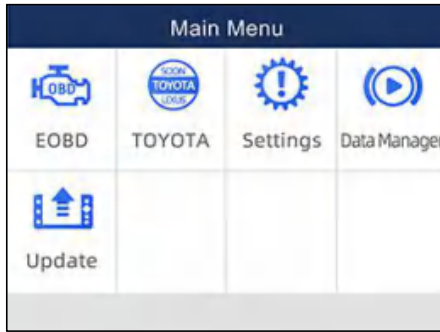 Main Menu
OBD
EOBD
SCION
TOYOTA
LEXUS
TOYOTA
Settings
Data Manager
Update